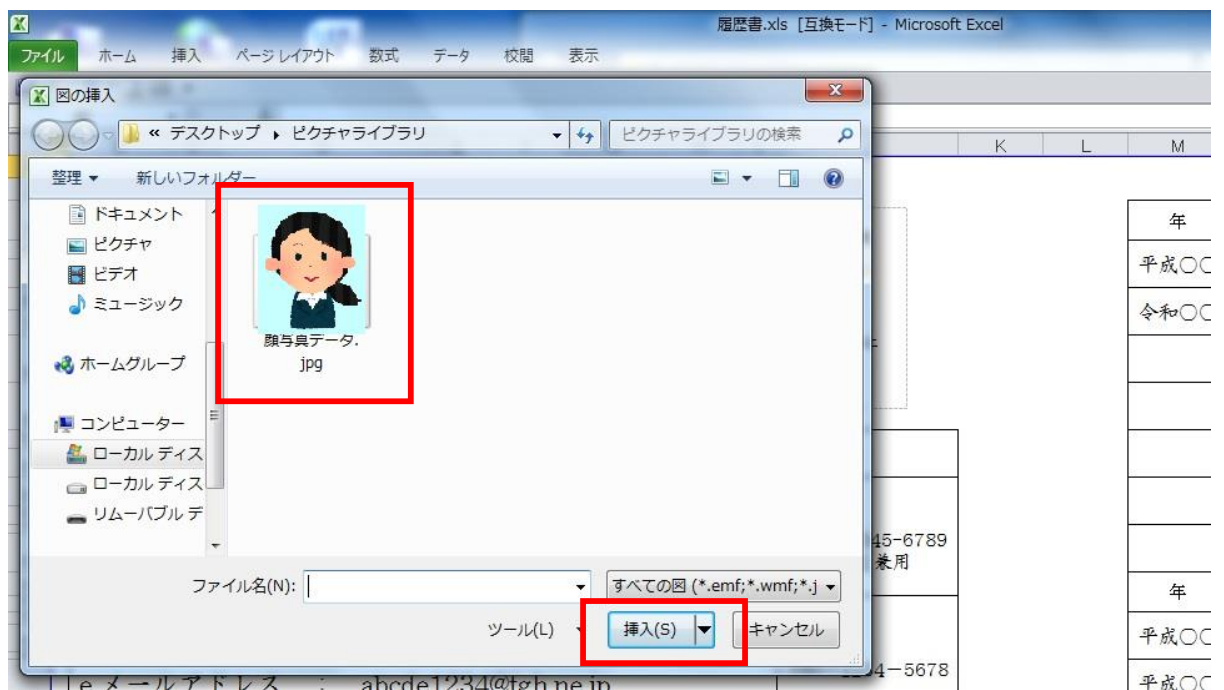 履歴書.xls [互換モード] - Microsoft Excel
ファイル ホーム 挿入 ページ レイアウト 数式 データ 校閲 表示
図の挿入
« デスクトップ ▸ ピクチャライブラリ
ピクチャライブラリの検索
K L M
整理 ▼ 新しいフォルダー
ドキュメント
ピクチャ
ビデオ
ミュージック
ホームグループ
コンピューター
ローカル ディス
ローカル ディス
リムーバブル デ
顔写真データ.
jpg
年
平成〇〇
令和〇〇
45-6789
兼用
ファイル名(N):
すべての図 (*.emf;*.wmf;*.j
ツール(L) 挿入(S) キャンセル
年
平成〇〇
4-5678
平成〇〇
eメールアドレス : abcde1234@fgh.ne.jp